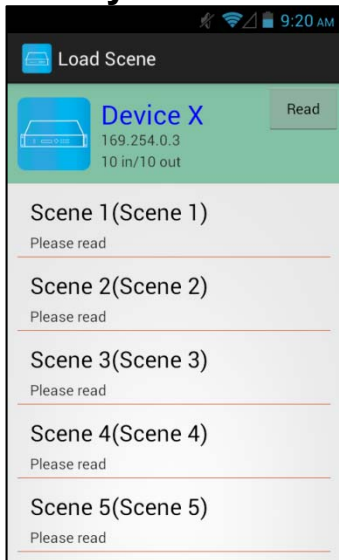 9:20 AM
Load Scene
Device X
Read
169.254.0.3
10 in/10 out
Scene 1(Scene 1)
Please read
Scene 2(Scene 2)
Please read
Scene 3(Scene 3)
Please read
Scene 4(Scene 4)
Please read
Scene 5(Scene 5)
Please read